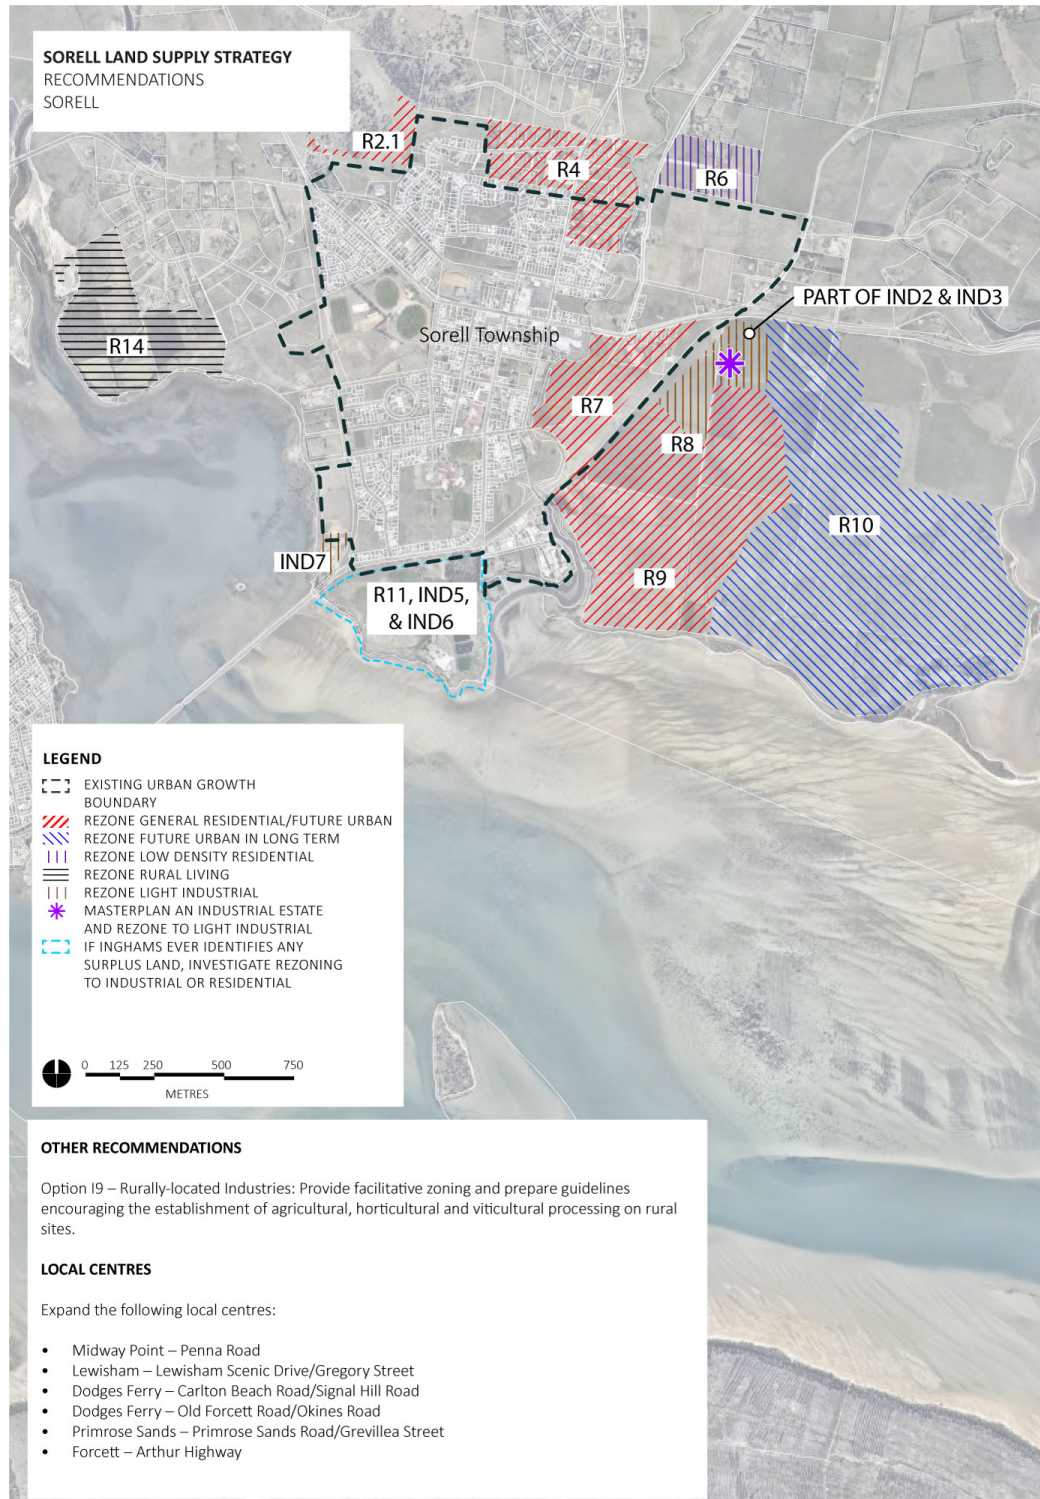 SORELL LAND SUPPLY STRATEGY
RECOMMENDATIONS
SORELL
R2.1
R4
R6
PART OF IND2 & IND3
Sorell Township
R14
R7
R8
R10
IND7
R9
R11, IND5,
& IND6
LEGEND
EXISTING URBAN GROWTH
BOUNDARY
REZONE GENERAL RESIDENTIAL/FUTURE URBAN
REZONE FUTURE URBAN IN LONG TERM
REZONE LOW DENSITY RESIDENTIAL
REZONE RURAL LIVING
REZONE LIGHT INDUSTRIAL
MASTERPLAN AN INDUSTRIAL ESTATE
AND REZONE TO LIGHT INDUSTRIAL
IF INGHAMS EVER IDENTIFIES ANY
SURPLUS LAND, INVESTIGATE REZONING
TO INDUSTRIAL OR RESIDENTIAL
0 125 250 500 750
METRES
OTHER RECOMMENDATIONS
Option I9 – Rurally-located Industries: Provide facilitative zoning and prepare guidelines
encouraging the establishment of agricultural, horticultural and viticultural processing on rural
sites.
LOCAL CENTRES
Expand the following local centres:
• Midway Point – Penna Road
• Lewisham – Lewisham Scenic Drive/Gregory Street
• Dodges Ferry – Carlton Beach Road/Signal Hill Road
• Dodges Ferry – Old Forcett Road/Okines Road
• Primrose Sands – Primrose Sands Road/Grevillea Street
• Forcett – Arthur Highway